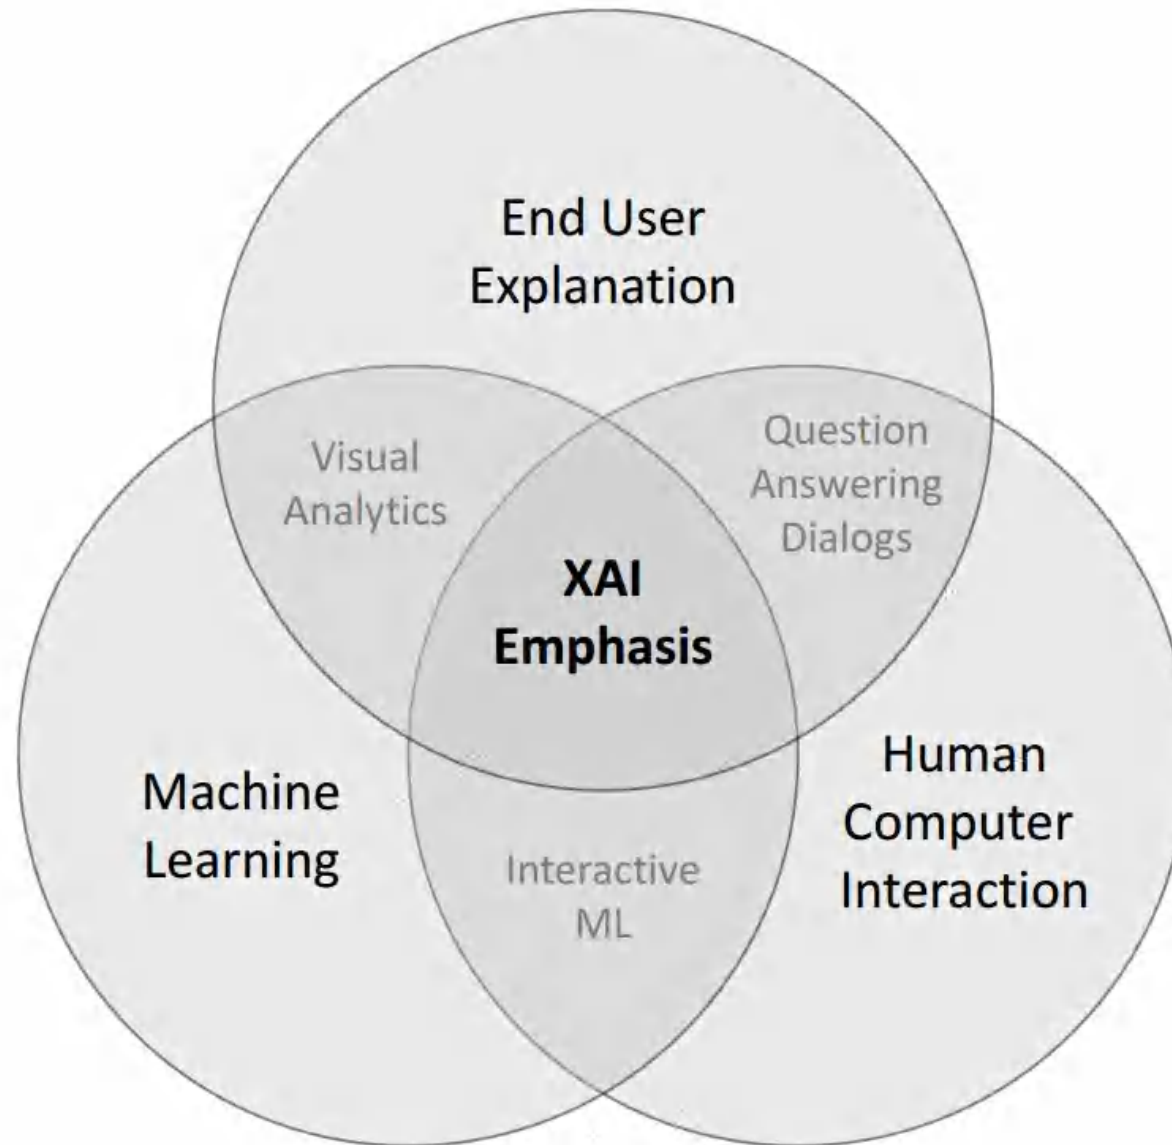 End User
Explanation
Visual
Analytics
Question
Answering
Dialogs
XAI
Emphasis
Machine
Learning
Human
Computer
Interaction
Interactive
ML